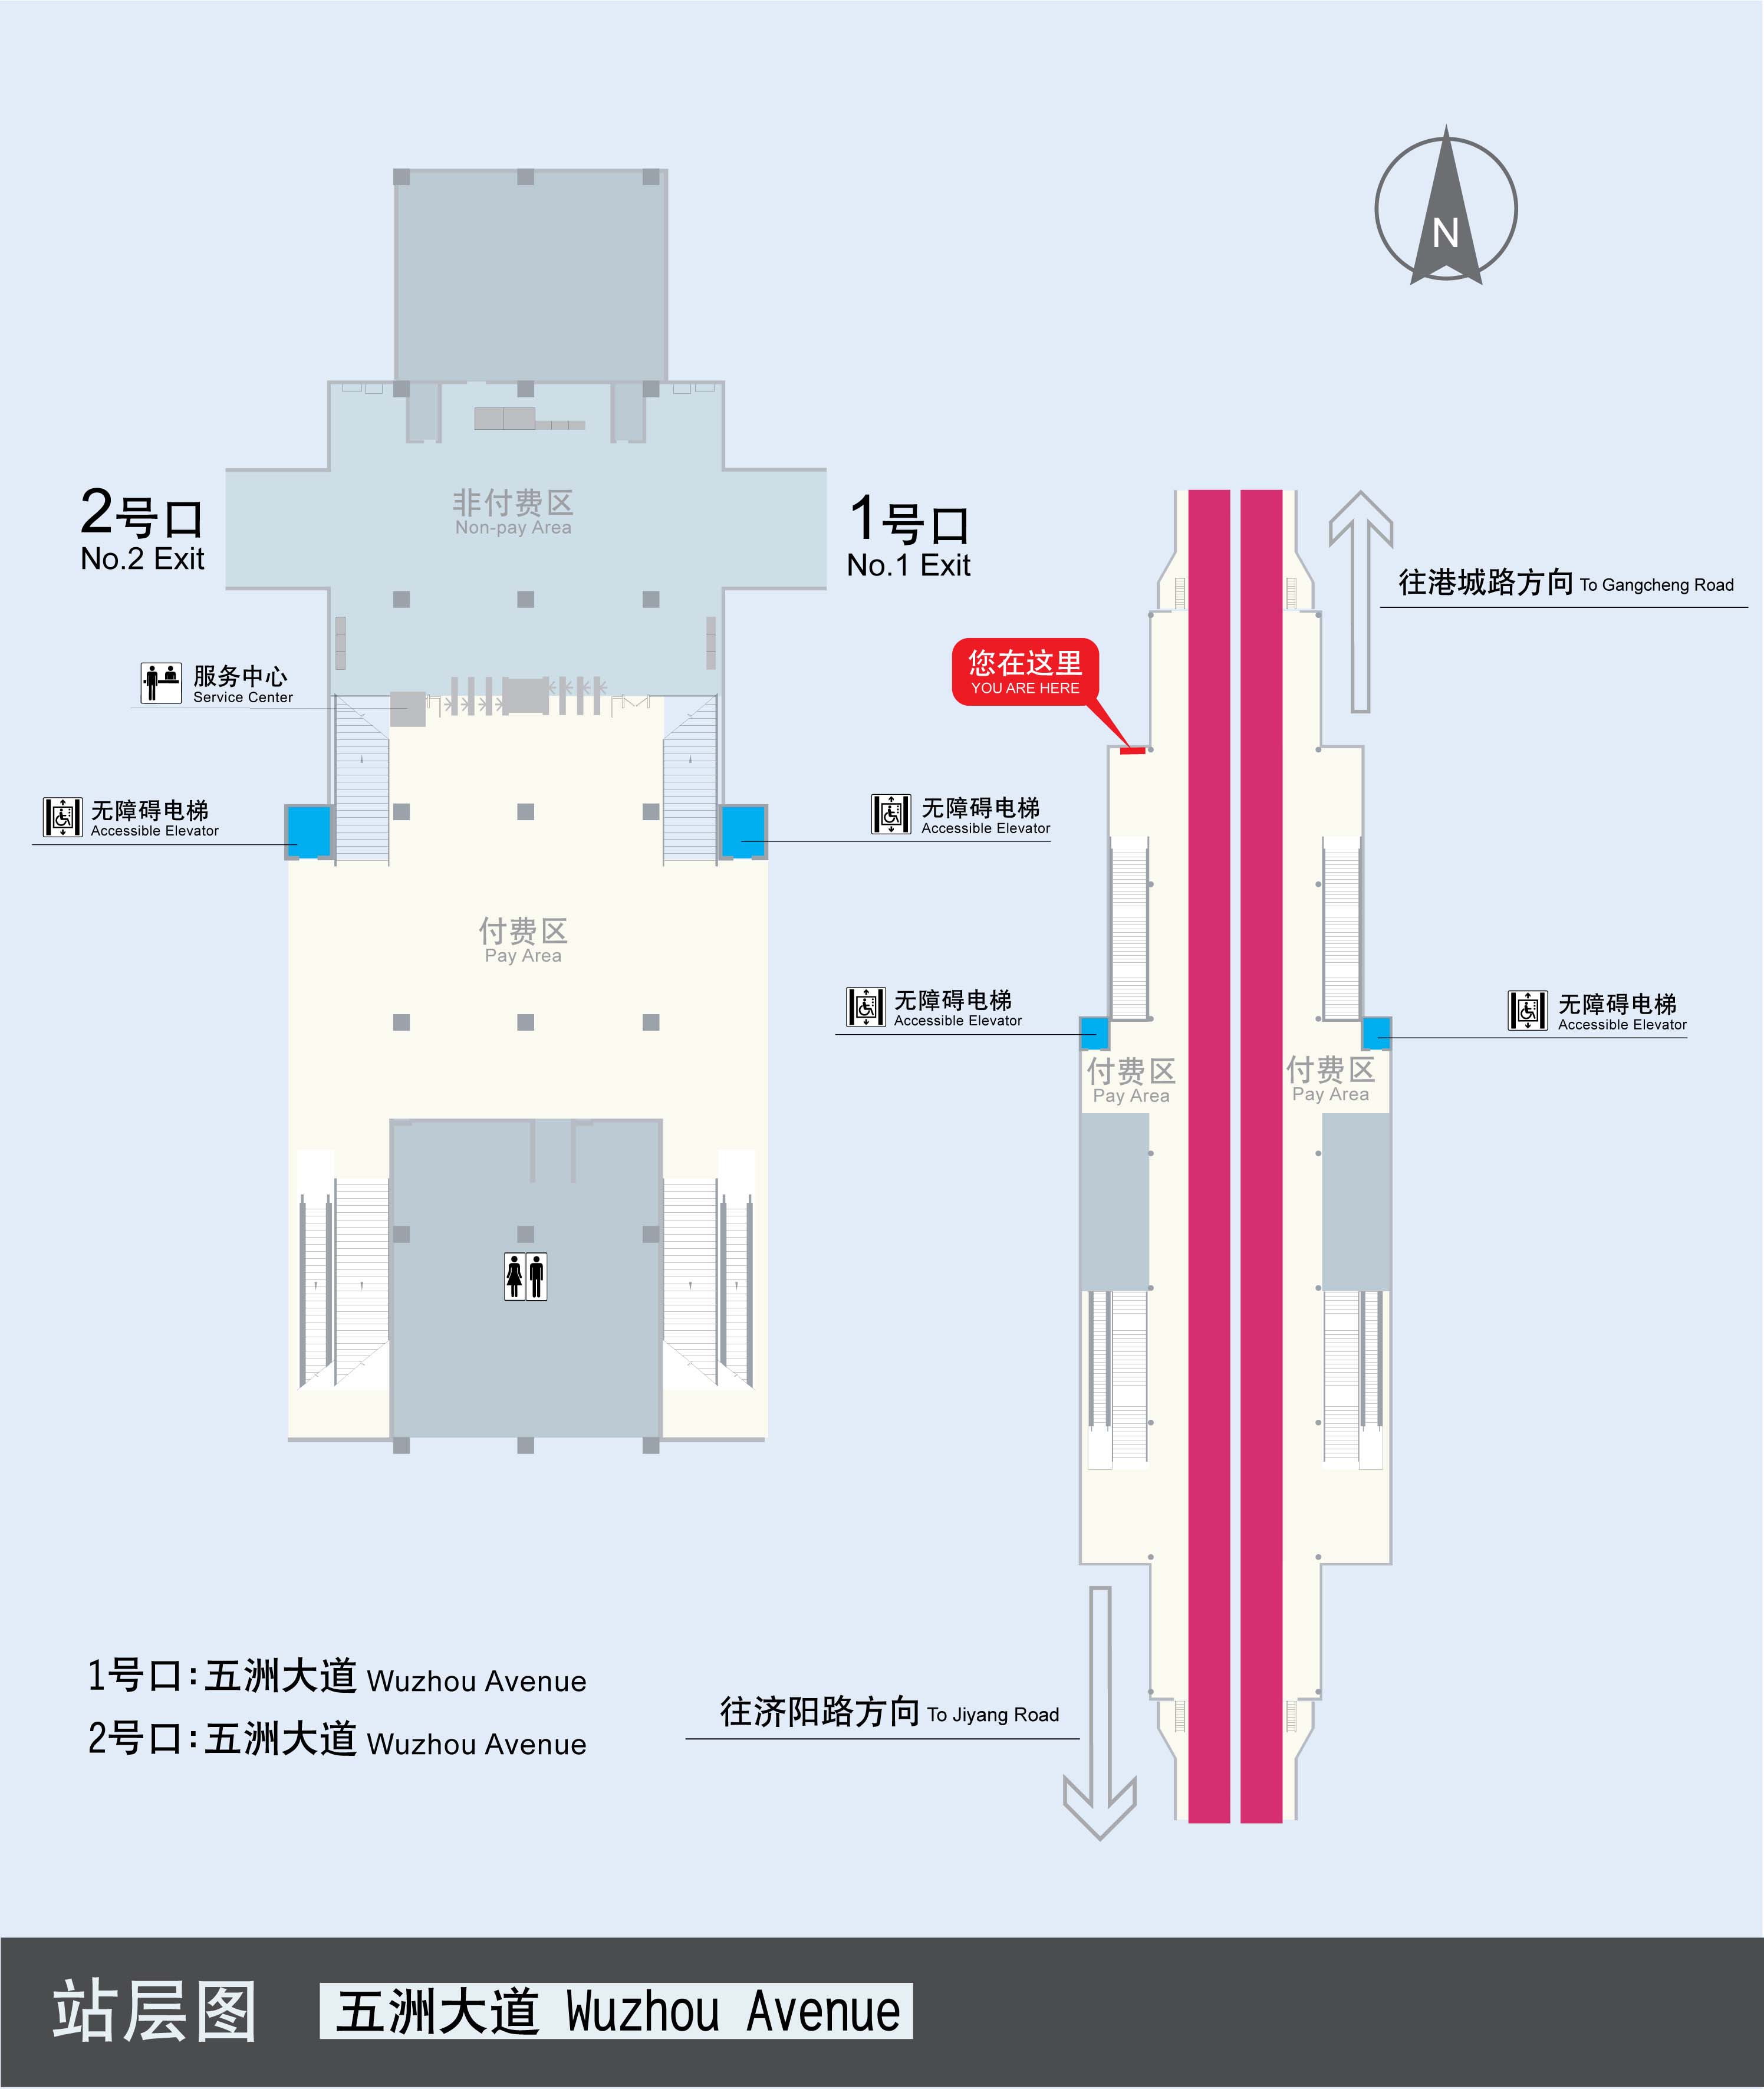 N
2号口
No.2 Exit
非付费区
Non-pay Area
1号口
No.1 Exit
往港城路方向 To Gangcheng Road
您在这里
YOU ARE HERE
服务中心
Service Center
无障碍电梯
Accessible Elevator
无障碍电梯
Accessible Elevator
付费区
Pay Area
无障碍电梯
Accessible Elevator
无障碍电梯
Accessible Elevator
付费区
Pay Area
付费区
Pay Area
1号口:五洲大道 Wuzhou Avenue
2号口:五洲大道 Wuzhou Avenue
往济阳路方向 To Jiyang Road
站层图
五洲大道 Wuzhou Avenue